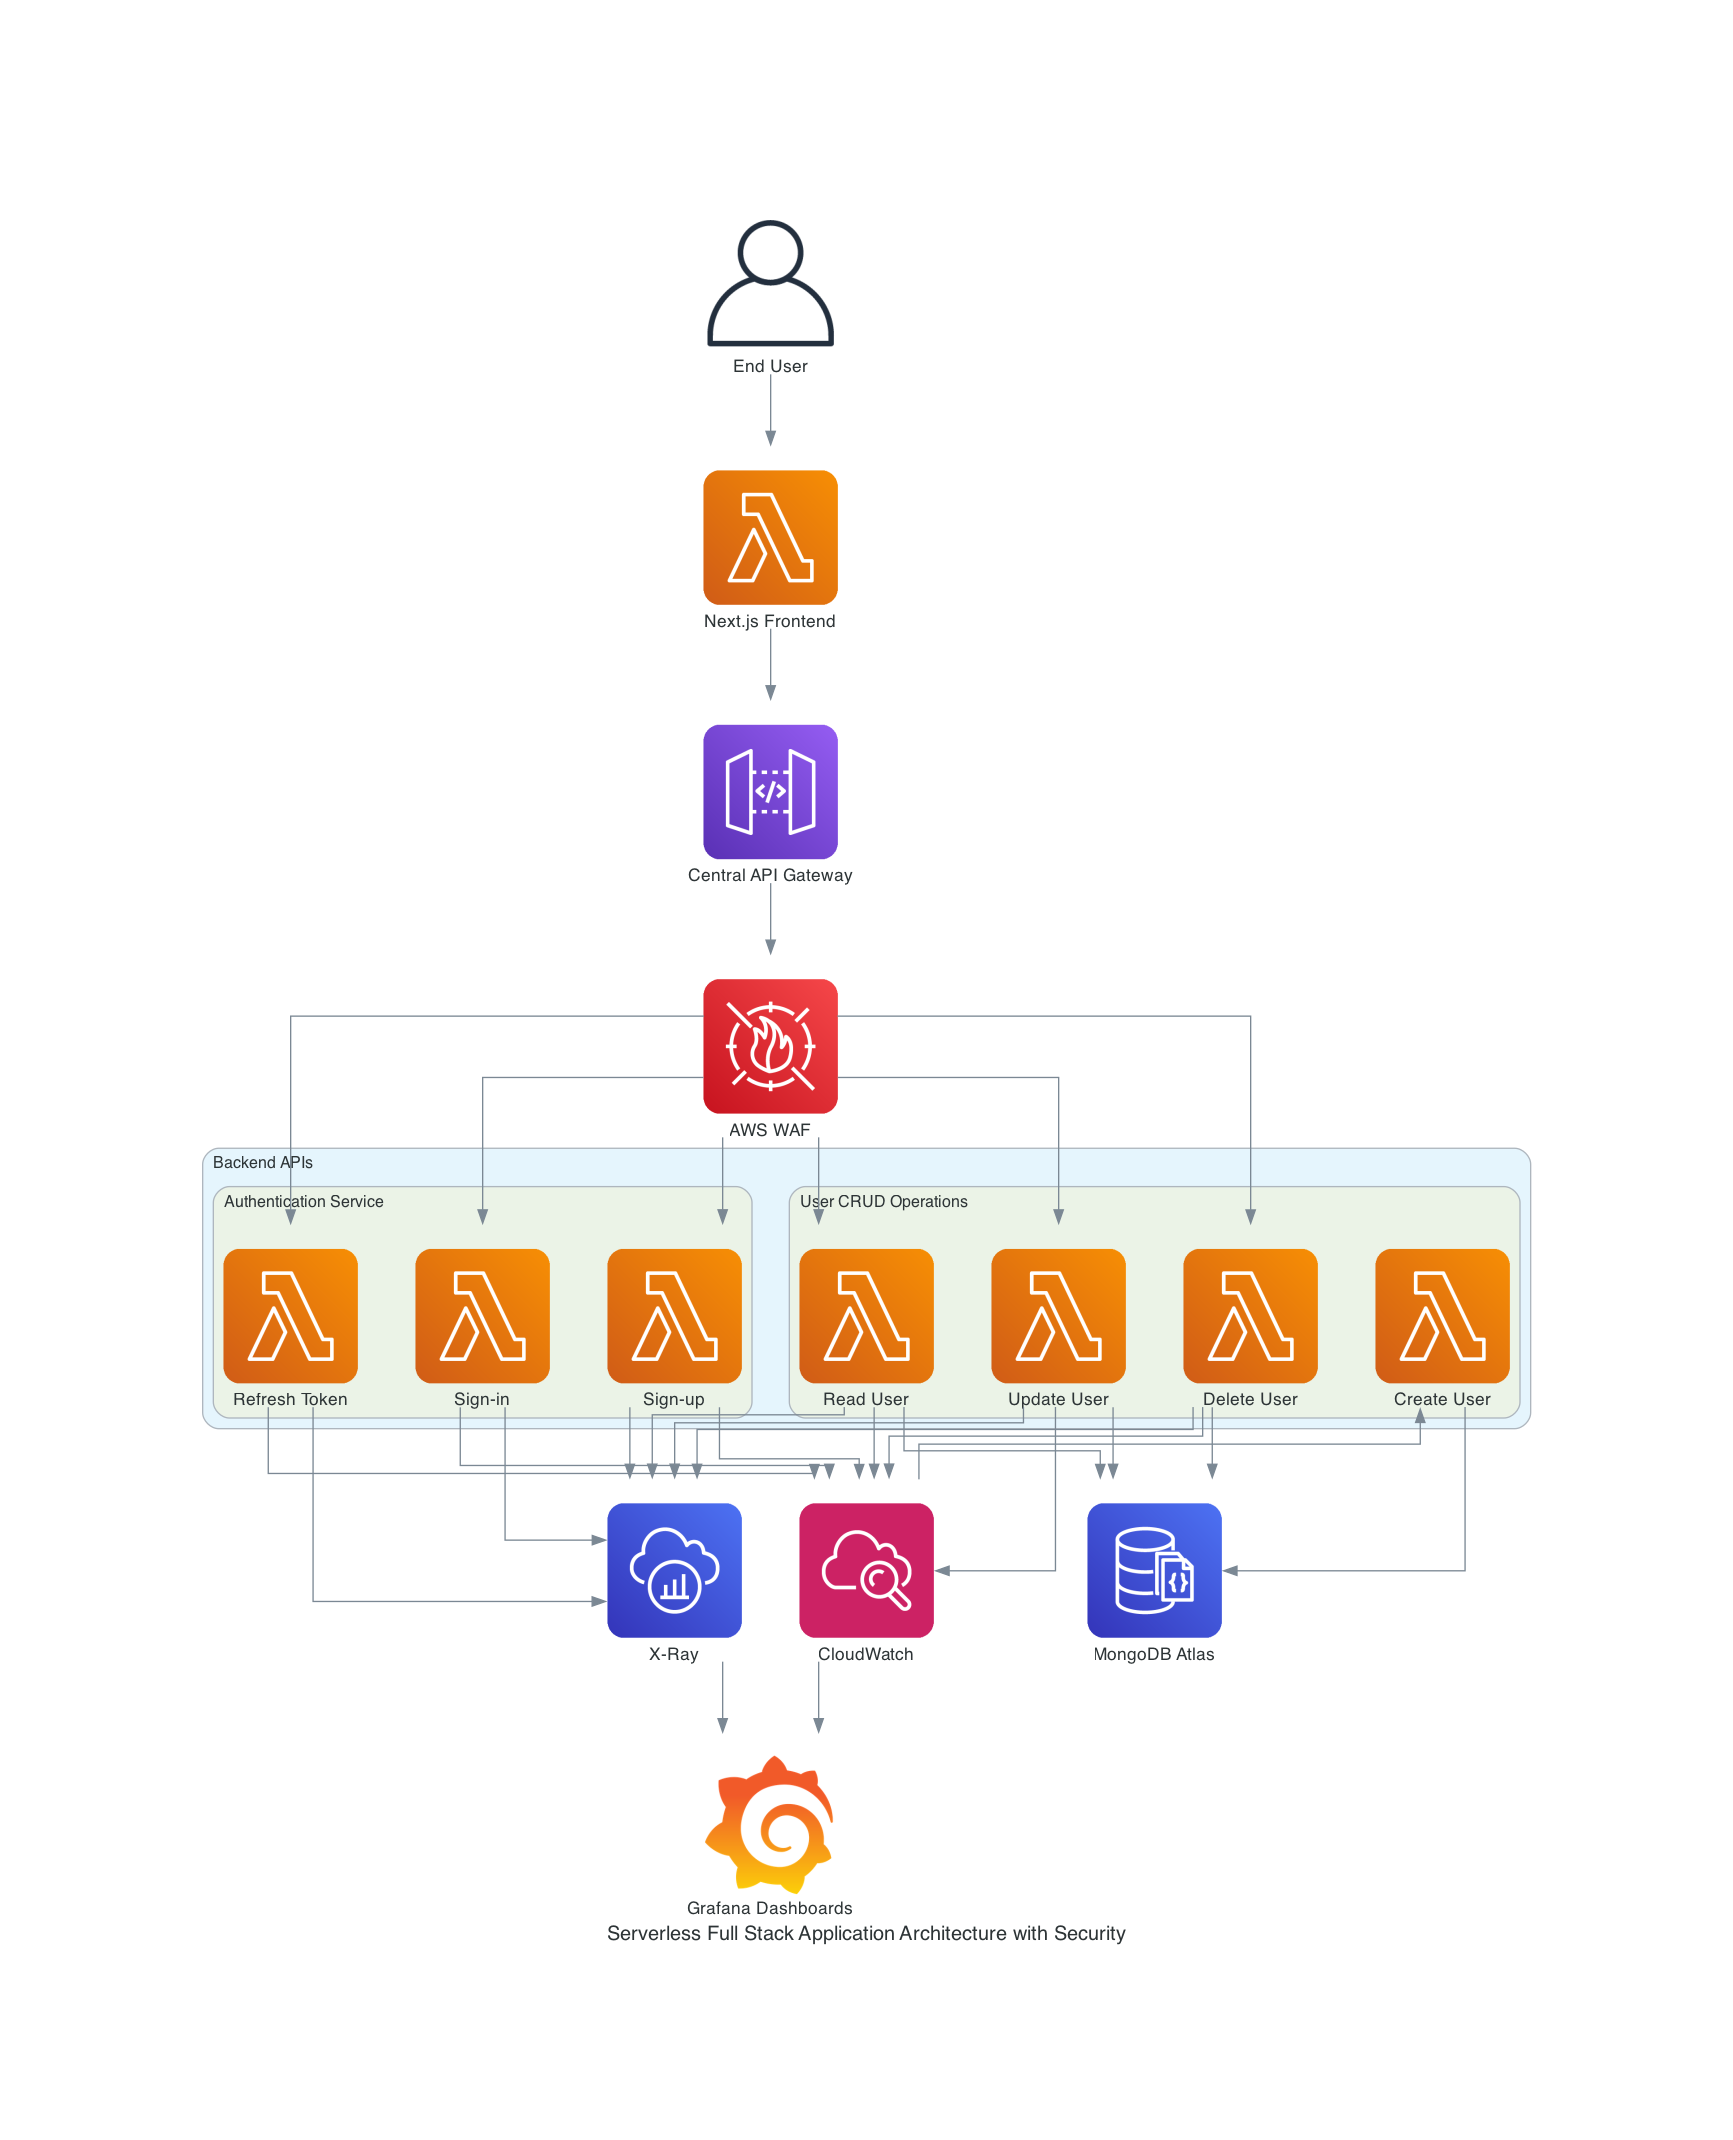 End User
Next.js Frontend
Central API Gateway
AWS WAF
Backend APIs
Authentication Service
User CRUD Operations
Refresh Token
Sign-in
Sign-up
Read User
Update User
Delete User
Create User
X-Ray
CloudWatch
MongoDB Atlas
Grafana Dashboards
Serverless Full Stack Application Architecture with Security